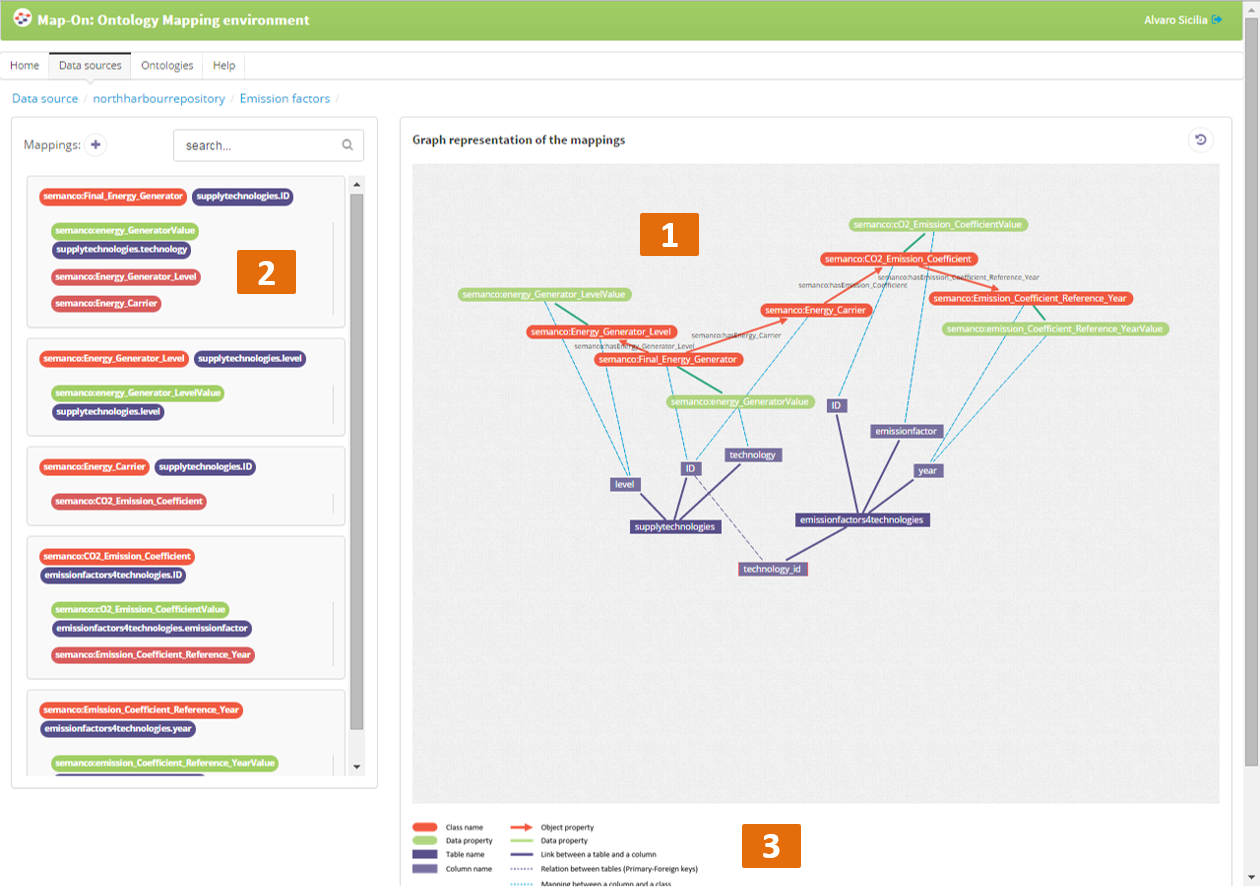 Map-On: Ontology Mapping environment
Alvaro Sicilia
Home Data sources Ontologies Help
Data source / northharbourrepository / Emission factors /
Mappings: +
search...
semanco:Final_Energy_Generator supplytechnologies.ID
semanco:energy_GeneratorValue
supplytechnologies.technology
semanco:Energy_Generator_Level
semanco:Energy_Carrier
2
semanco:Energy_Generator_Level supplytechnologies.level
semanco:energy_Generator_LevelValue
supplytechnologies.level
semanco:Energy_Carrier supplytechnologies.ID
semanco:CO2_Emission_Coefficient
semanco:CO2_Emission_Coefficient
emissionfactors4technologies.ID
semanco:cO2_Emission_CoefficientValue
emissionfactors4technologies.emissionfactor
semanco:Emission_Coefficient_Reference_Year
semanco:Emission_Coefficient_Reference_Year
emissionfactors4technologies.year
semanco:emission_Coefficient_Reference_YearValue
Graph representation of the mappings
1
semanco:cO2_Emission_CoefficientValue
semanco:CO2_Emission_Coefficient
semanco:hasEmission_Coefficient_Reference_Year
semanco:hasEmission_Coefficient
semanco:energy_Generator_LevelValue
semanco:Emission_Coefficient_Reference_Year
semanco:Energy_Carrier
semanco:emission_Coefficient_Reference_YearValue
semanco:Energy_Generator_Level
semanco:hasEnergy_Carrier
semanco:hasEnergy_Generator_Level
semanco:Final_Energy_Generator
semanco:energy_GeneratorValue
ID
emissionfactor
technology
ID
year
level
emissionfactors4technologies
supplytechnologies
technology_id
Class name
Data property
Table name
Column name
Object property
Data property
Link between a table and a column
Relation between tables (Primary-Foreign keys)
Mapping between a column and a class
3